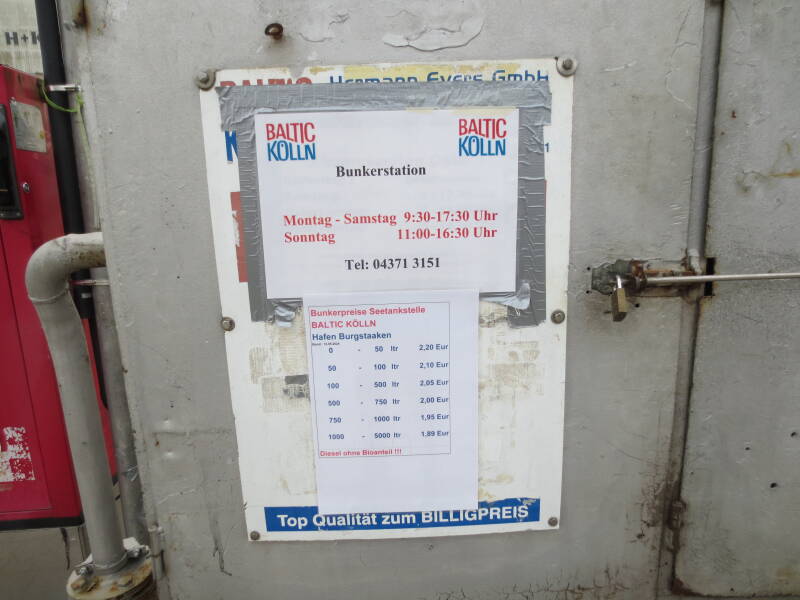 H+K
BALTIC Herrmann Evers GmbH
BALTIC KÖLLN
BALTIC KÖLLN
Bunkerstation
Montag - Samstag 9:30-17:30 Uhr
Sonntag 11:00-16:30 Uhr
Tel: 04371 3151
Bunkerpreise Seetankstelle
BALTIC KÖLLN
Hafen Burgstaaken
0 - 50 ltr 2,20 Eur
50 - 100 ltr 2,10 Eur
100 - 500 ltr 2,05 Eur
500 - 750 ltr 2,00 Eur
750 - 1000 ltr 1,95 Eur
1000 - 5000 ltr 1,89 Eur
Diesel ohne Bioanteil !!!
Top Qualität zum BILLIGPREIS